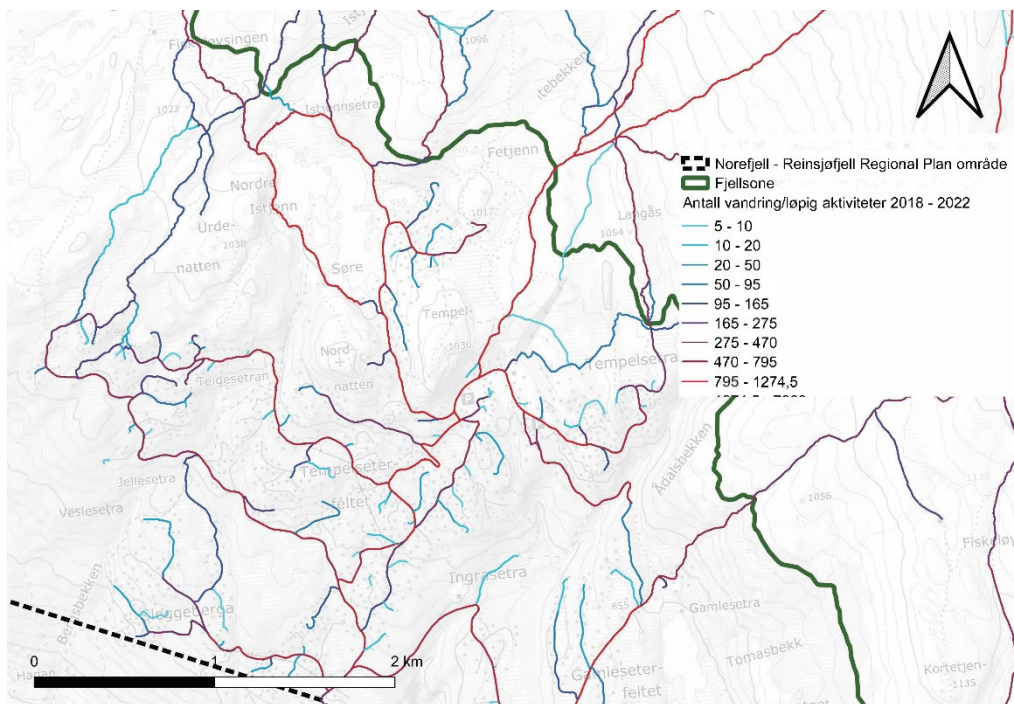 876
Fiskeløysingen
1096
1022
Istjennsetra
Fetjenn
Nordre
Istjenn
1017
Urde-
natten
1038
Søre
Langås
1054
Tempel-
1030
Nord-
natten
Tempelsetra
Teigesetran
P
Tempelseter-
feltet
Jellesetra
Veslesetra
Ådalsbekken
1056
1138
Ingrasetra
855
Gamlesetra
Gleggeberga
Tomasbekk
Gamleseter-
feltet
Kortetjen-
1135
Norefjell - Reinsjøfjell Regional Plan område
Fjellsone
Antall vandring/løpig aktiviteter 2018 - 2022
5 - 10
10 - 20
20 - 50
50 - 95
95 - 165
165 - 275
275 - 470
470 - 795
795 - 1274,5
0 1 2 km